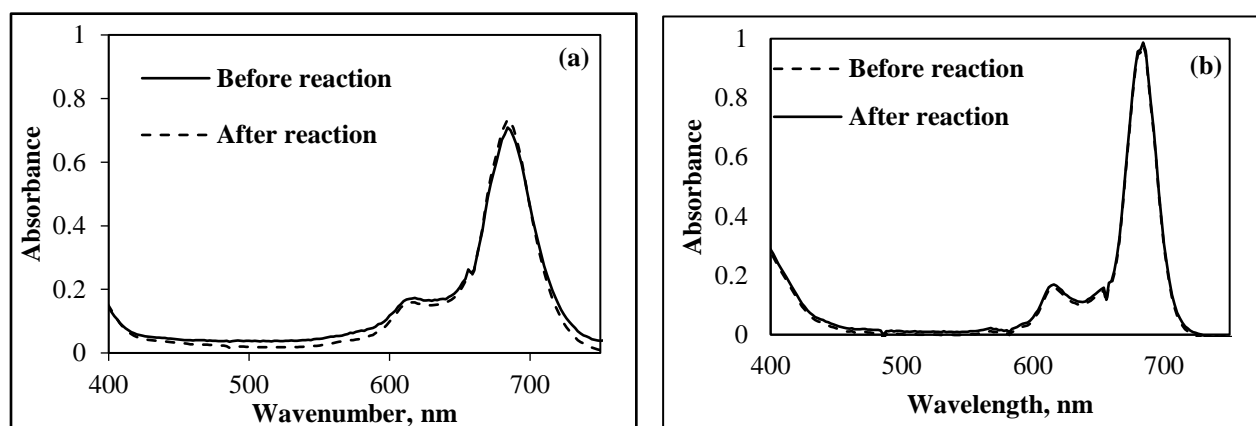 (a)
Before reaction
After reaction
Absorbance
1
0.8
0.6
0.4
0.2
0
400
500
600
700
Wavenumber, nm
(b)
Before reaction
After reaction
Absorbance
1
0.8
0.6
0.4
0.2
0
400
500
600
700
Wavelength, nm